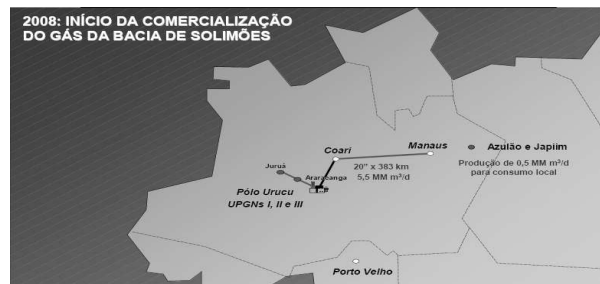 2008: INÍCIO DA COMERCIALIZAÇÃO
DO GÁS DA BACIA DE SOLIMÕES
Coari
Manaus
Azulão e Japiim
20" x 383 km
5,5 MM m³/d
Produção de 0,5 MM m³/d
para consumo local
Juruá
Araracanga
Pólo Urucu
UPGNs I, II e III
Porto Velho